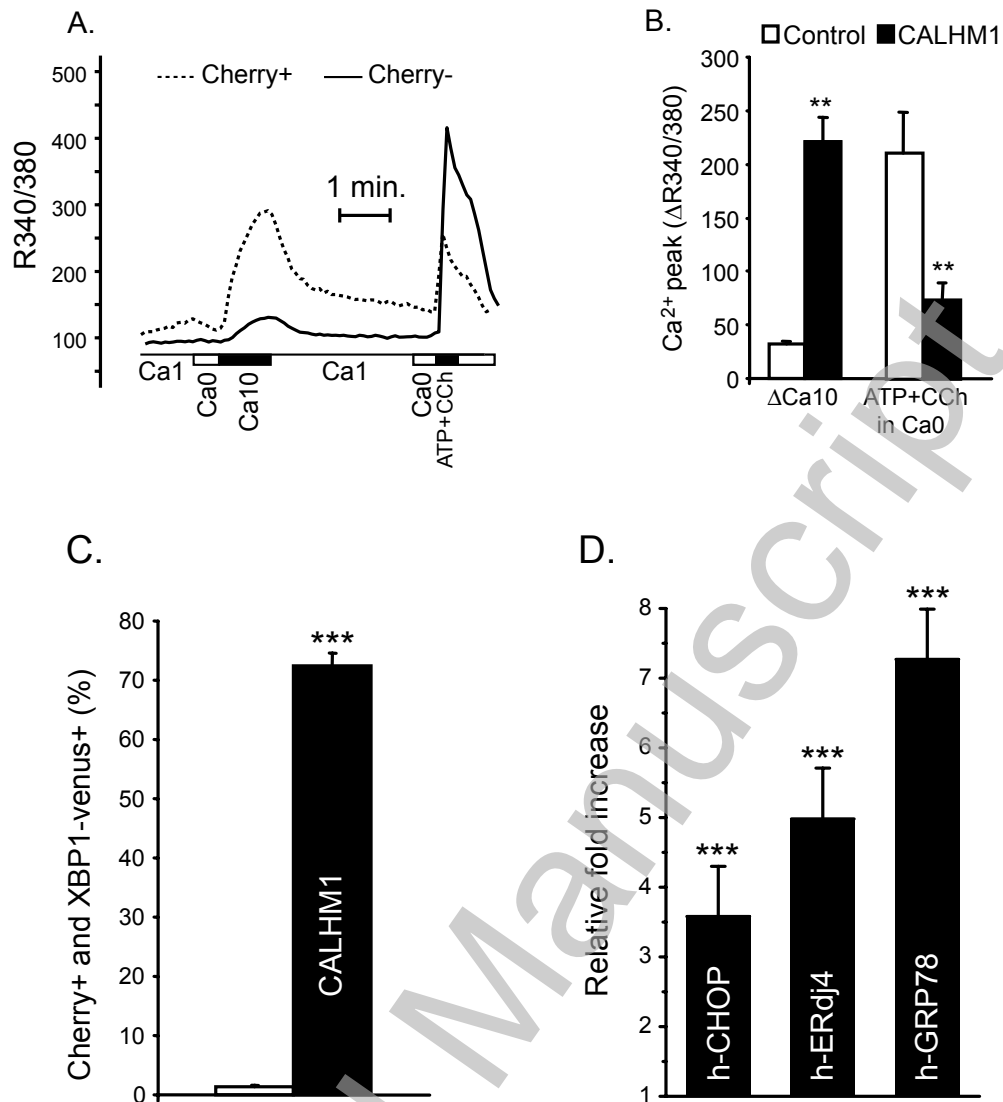 A.
Cherry+ Cherry-
500
400
300
200
100
R340/380
1 min.
Ca1 Ca0 Ca10 Ca1 Ca0 ATP+CCh
B.
Control CALHM1
300
250
200
150
100
50
0
Ca²⁺ peak (ΔR340/380)
**
**
ΔCa10 ATP+CCh
in Ca0
C.
80
70
60
50
40
30
20
10
0
Cherry+ and XBP1-venus+ (%)
***
CALHM1
D.
8
7
6
5
4
3
2
1
Relative fold increase
***
***
***
h-CHOP h-ERdj4 h-GRP78
Manuscript